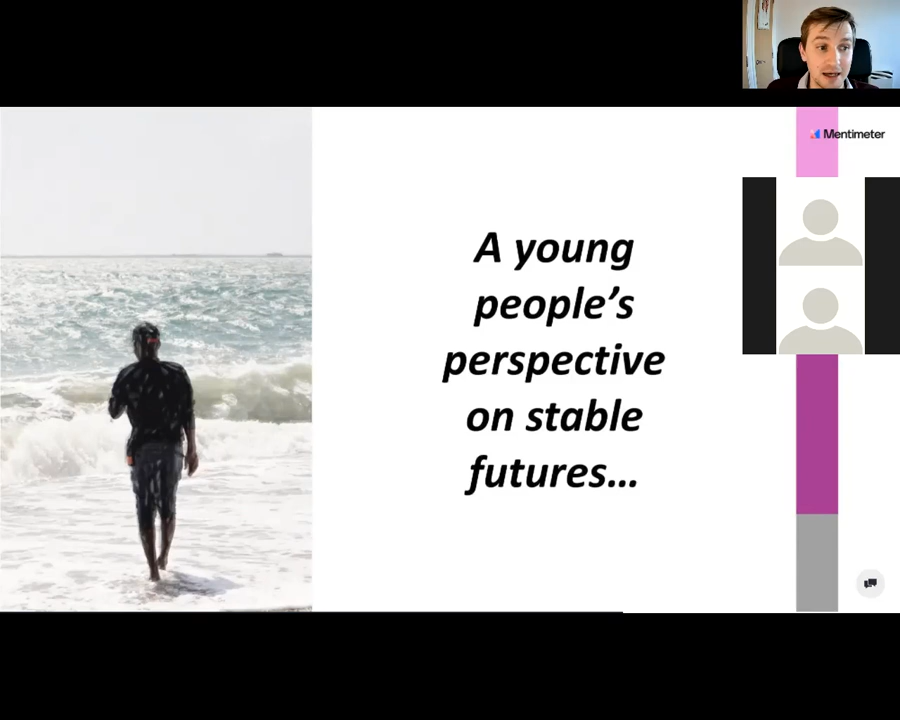 Mentimeter
A young
people’s
perspective
on stable
futures...